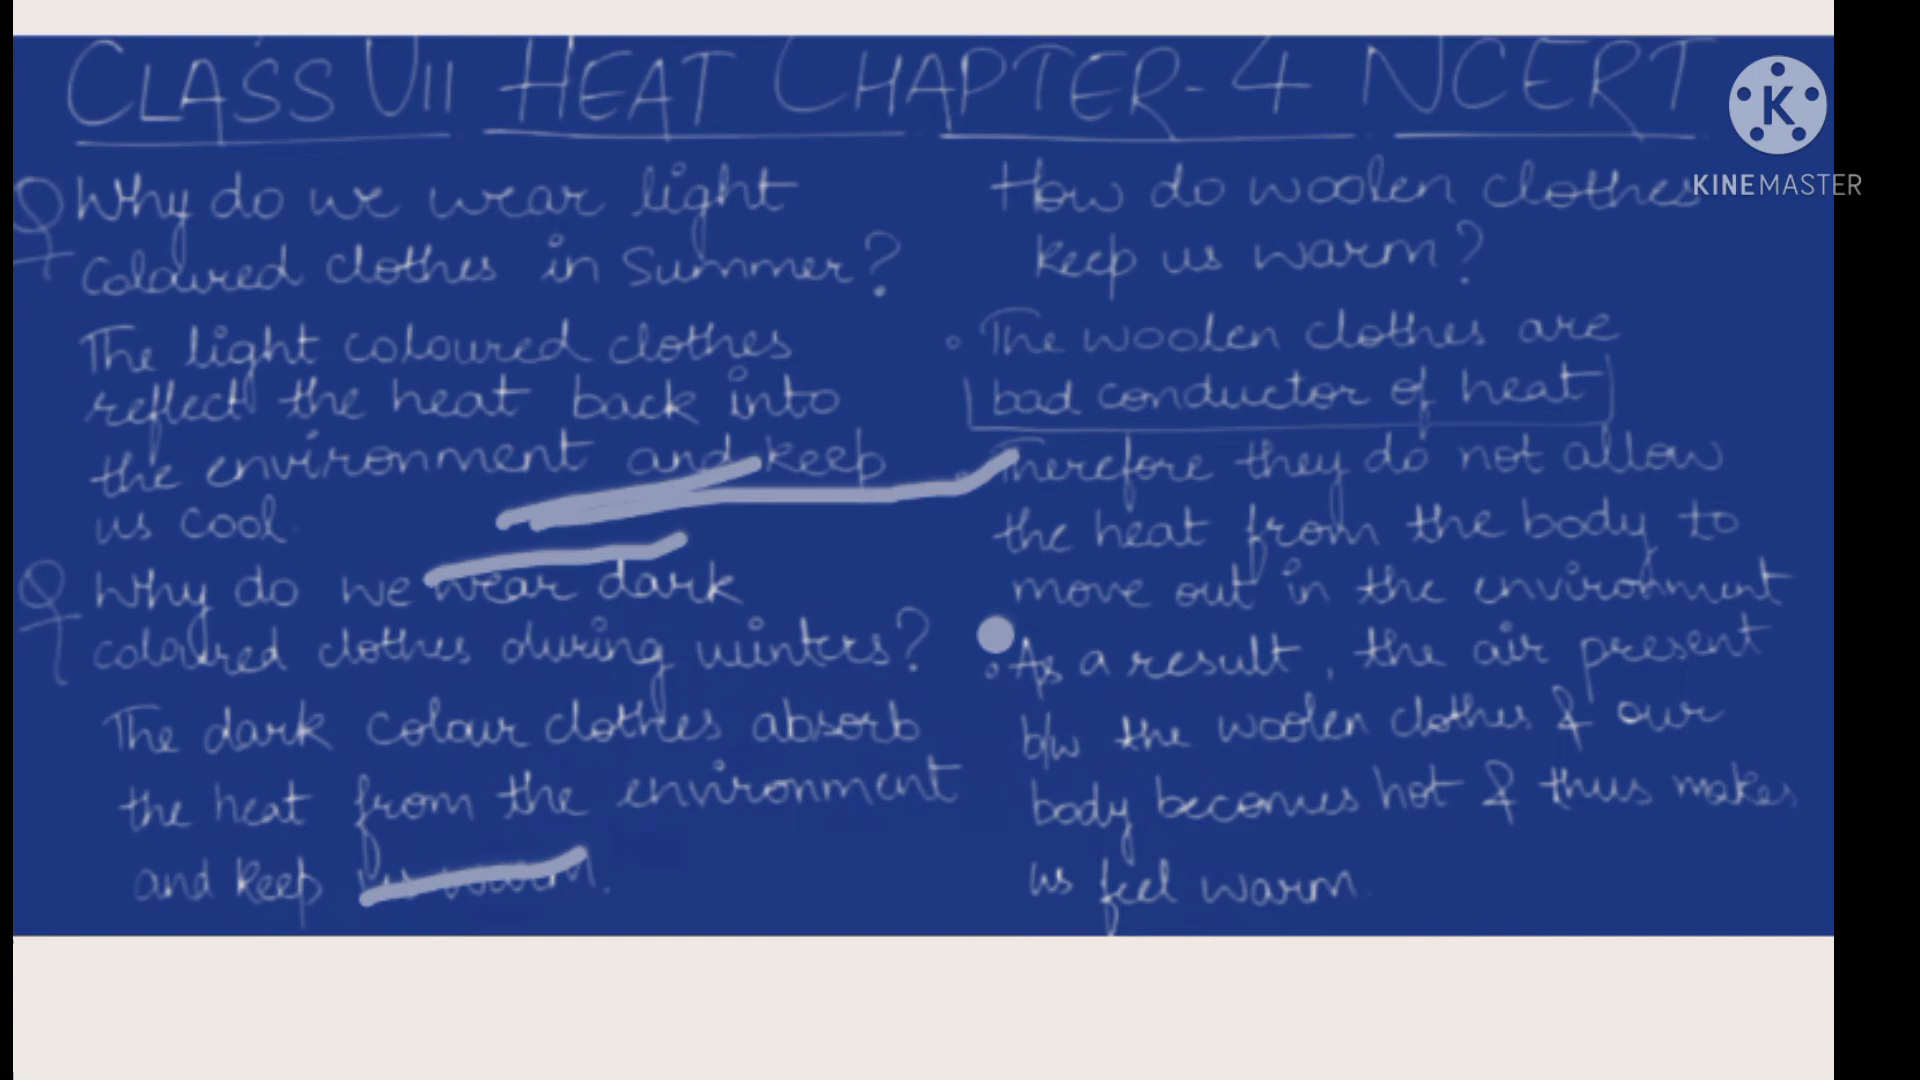 CLASS VII HEAT CHAPTER-4 NCERT
Q Why do we wear light
coloured clothes in Summer?
The light coloured clothes
reflect the heat back into
the environment and keep
us cool.
Q Why do we wear dark
coloured clothes during winters?
The dark colour clothes absorb
the heat from the environment
and keep us warm.
How do woolen clothes
keep us warm?
The woolen clothes are
bad conductor of heat
Therefore they do not allow
the heat from the body to
move out in the environment
As a result, the air present
b/w the woolen clothes & our
body becomes hot & thus makes
us feel warm.
K
KINEMASTER